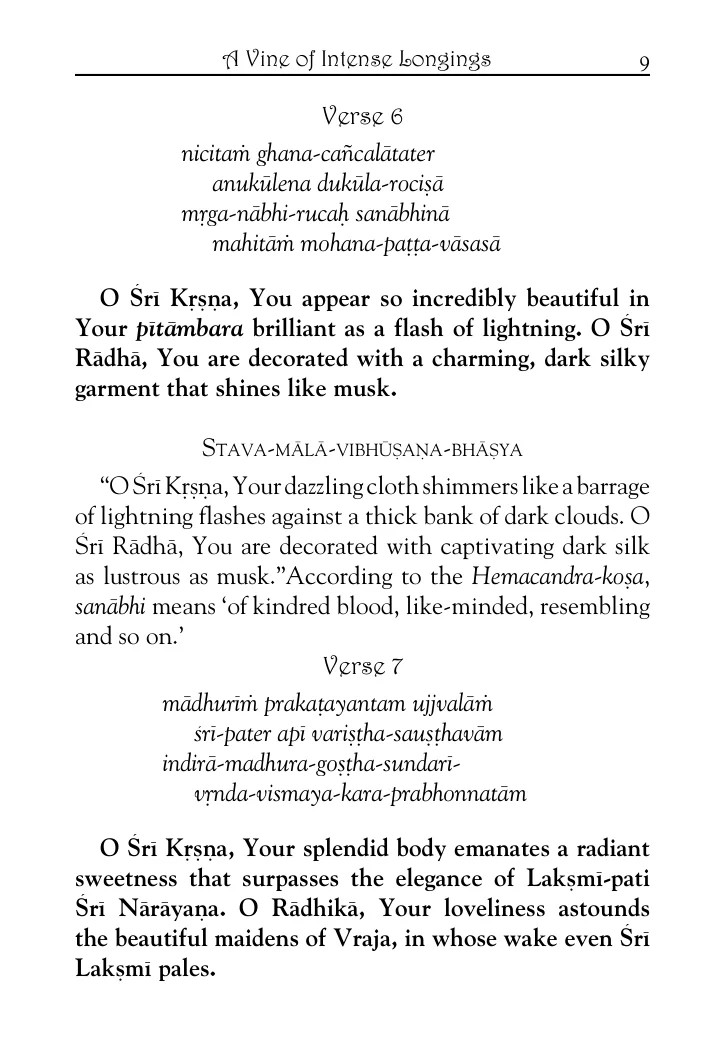 A Vine of Intense Longings 9
Verse 6
nicitaṁ ghana-cañcalātater
anukūlena dukūla-rociṣā
mṛga-nābhi-rucaḥ sanābhinā
mahitāṁ mohana-paṭṭa-vāsasā
O Śrī Kṛṣṇa, You appear so incredibly beautiful in
Your pītāmbara brilliant as a flash of lightning. O Śrī
Rādhā, You are decorated with a charming, dark silky
garment that shines like musk.
Stava-mālā-vibhūṣaṇa-bhāṣya
“O Śrī Kṛṣṇa, Your dazzling cloth shimmers like a barrage
of lightning flashes against a thick bank of dark clouds. O
Śrī Rādhā, You are decorated with captivating dark silk
as lustrous as musk.”According to the Hemacandra-koṣa,
sanābhi means ‘of kindred blood, like-minded, resembling
and so on.’
Verse 7
mādhurīṁ prakaṭayantam ujjvalāṁ
śrī-pater apī variṣṭha-sauṣṭhavām
indirā-madhura-goṣṭha-sundarī-
vṛnda-vismaya-kara-prabhonnatām
O Śrī Kṛṣṇa, Your splendid body emanates a radiant
sweetness that surpasses the elegance of Lakṣmī-pati
Śrī Nārāyaṇa. O Rādhikā, Your loveliness astounds
the beautiful maidens of Vraja, in whose wake even Śrī
Lakṣmī pales.